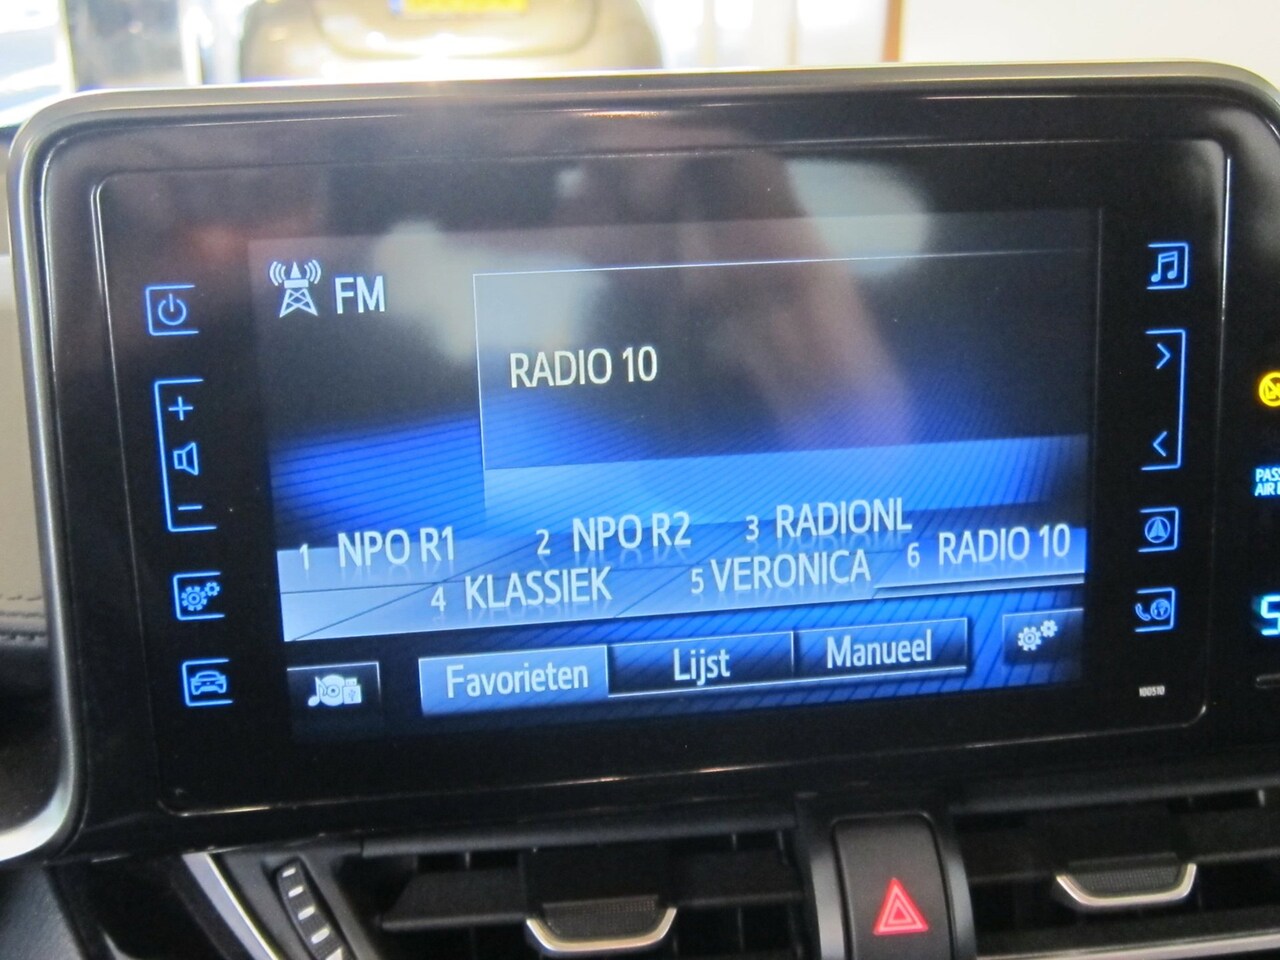 FM
RADIO 10
1 NPO R1 2 NPO R2 3 RADIONL
4 KLASSIEK 5 VERONICA 6 RADIO 10
Favorieten Lijst Manueel
100510